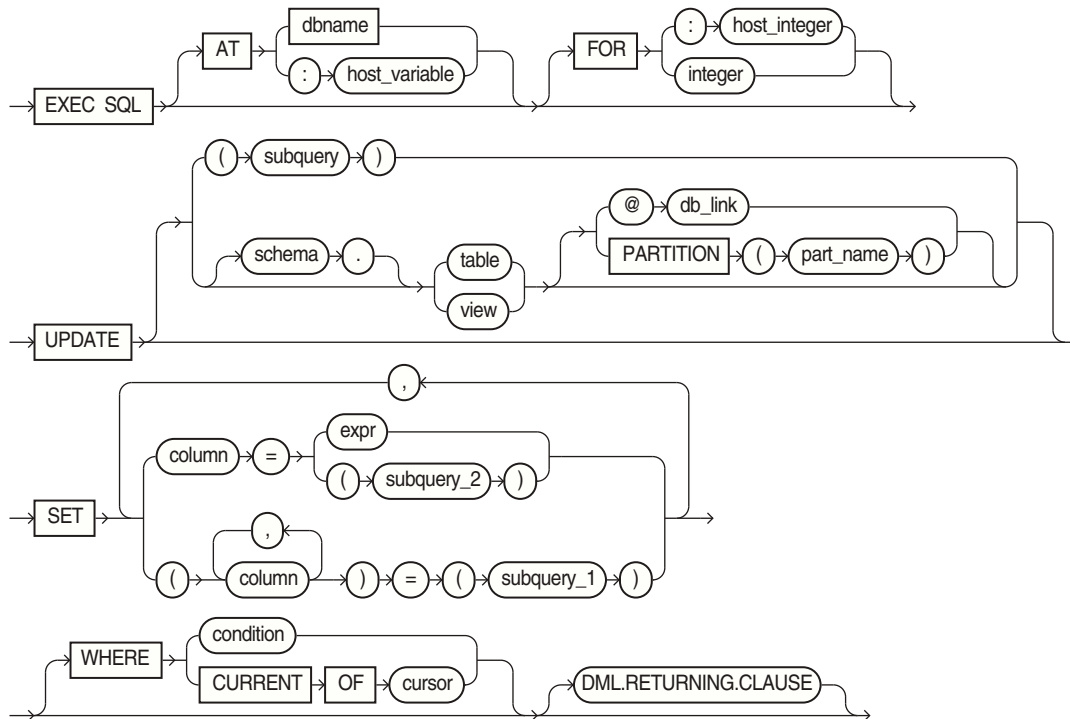 dbname
AT
: host_variable
: host_integer
FOR
integer
EXEC SQL
( subquery )
@ db_link
PARTITION ( part_name )
schema .
table
view
UPDATE
,
expr
column =
( subquery_2 )
SET
,
( column ) = ( subquery_1 )
condition
WHERE
CURRENT OF cursor
DML.RETURNING.CLAUSE